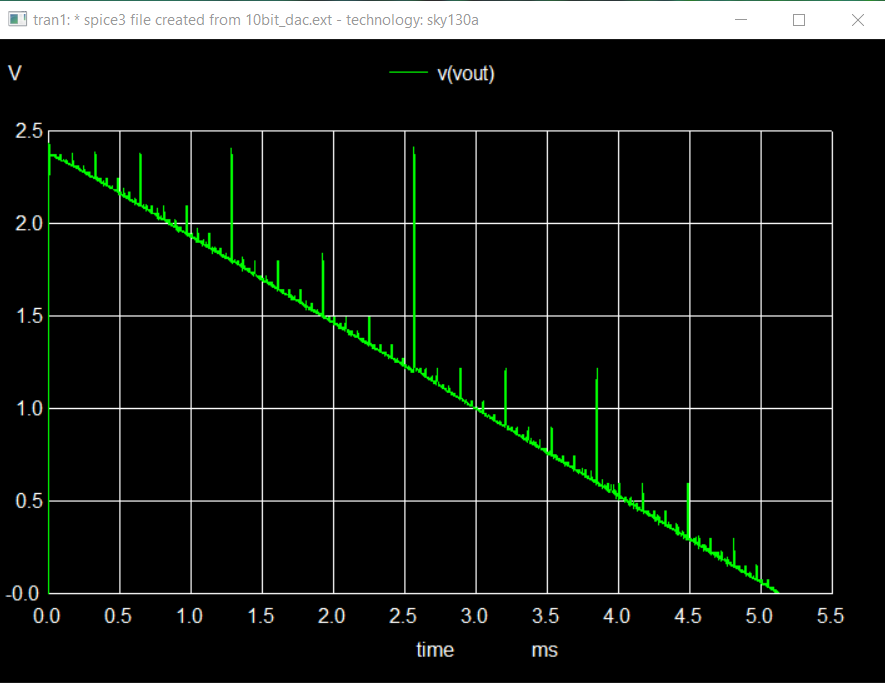 tran1: * spice3 file created from 10bit_dac.ext - technology: sky130a
V
v(vout)
2.5
2.0
1.5
1.0
0.5
-0.0
0.0 0.5 1.0 1.5 2.0 2.5 3.0 3.5 4.0 4.5 5.0 5.5
time ms